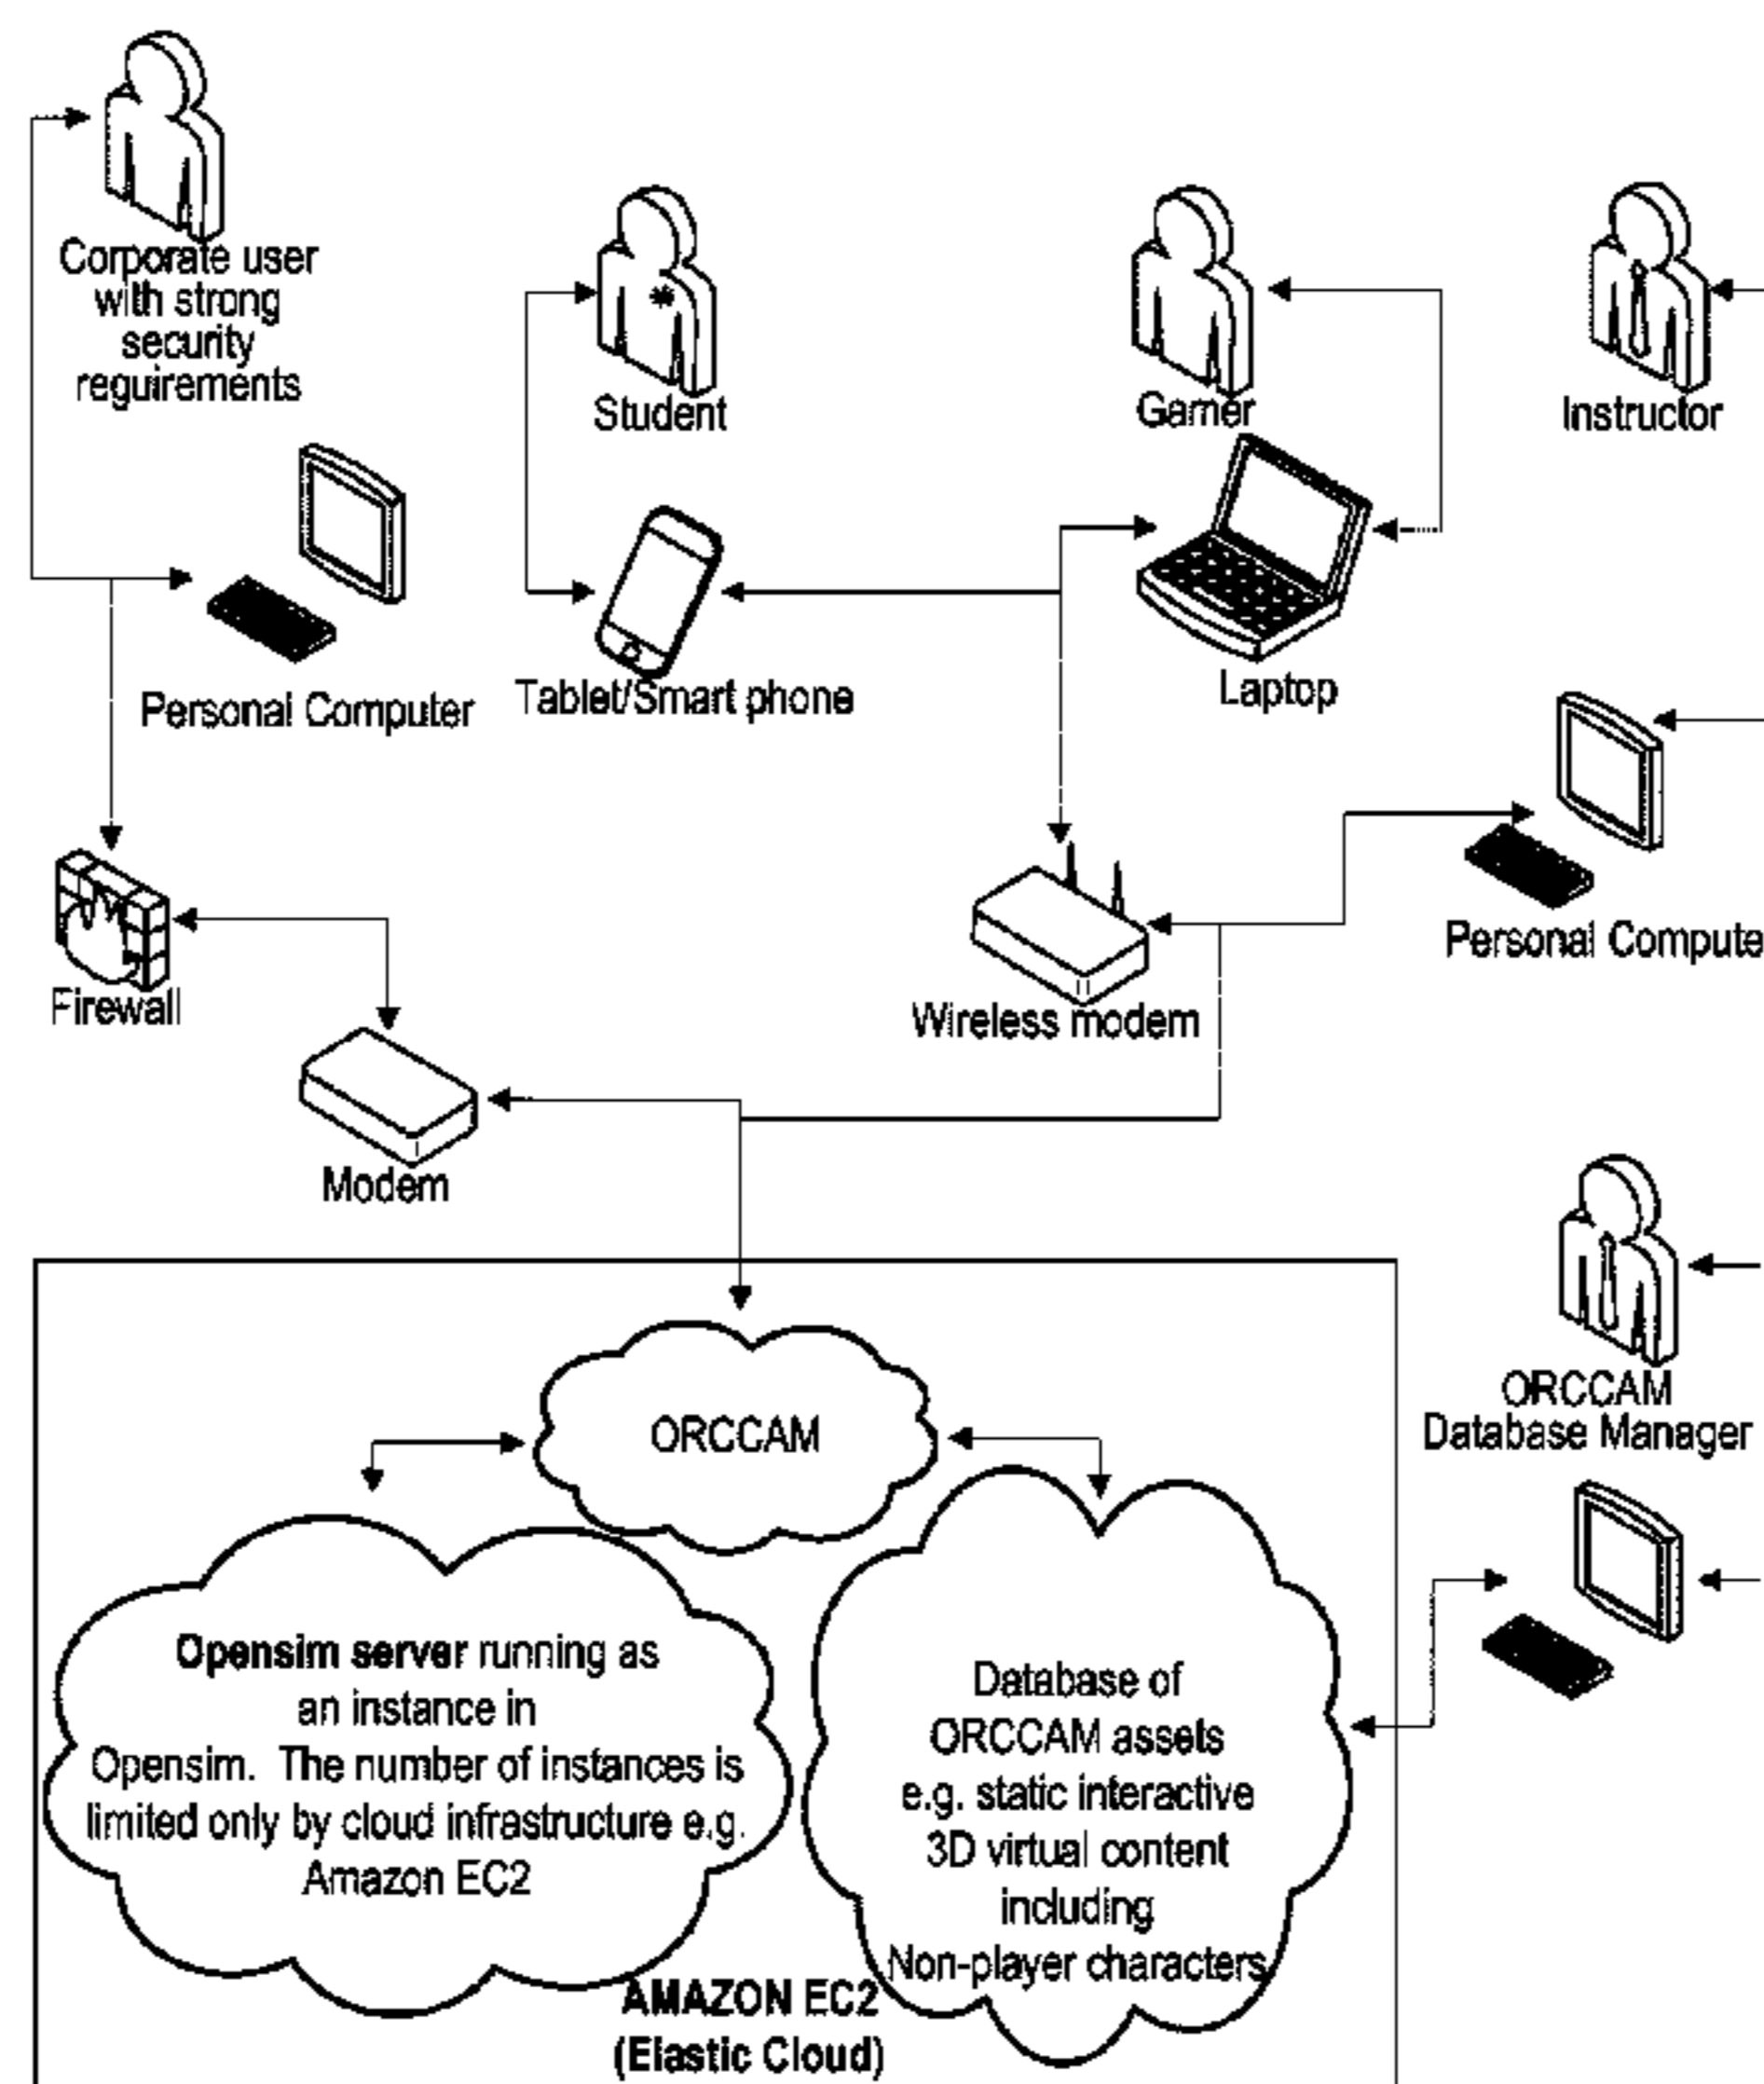 Corporate user
with strong
security
reguirements
Student
Gamer
Instructor
Personal Computer
Tablet/Smart phone
Laptop
Firewall
Wireless modem
Personal Compute
Modem
ORCCAM
Database Manager
ORCCAM
Opensim server running as
an instance in
Opensim. The number of instances is
limited only by cloud infrastructure e.g.
Amazon EC2
Database of
ORCCAM assets
e.g. static interactive
3D virtual content
including
Non-player characters
AMAZON EC2
(Elastic Cloud)